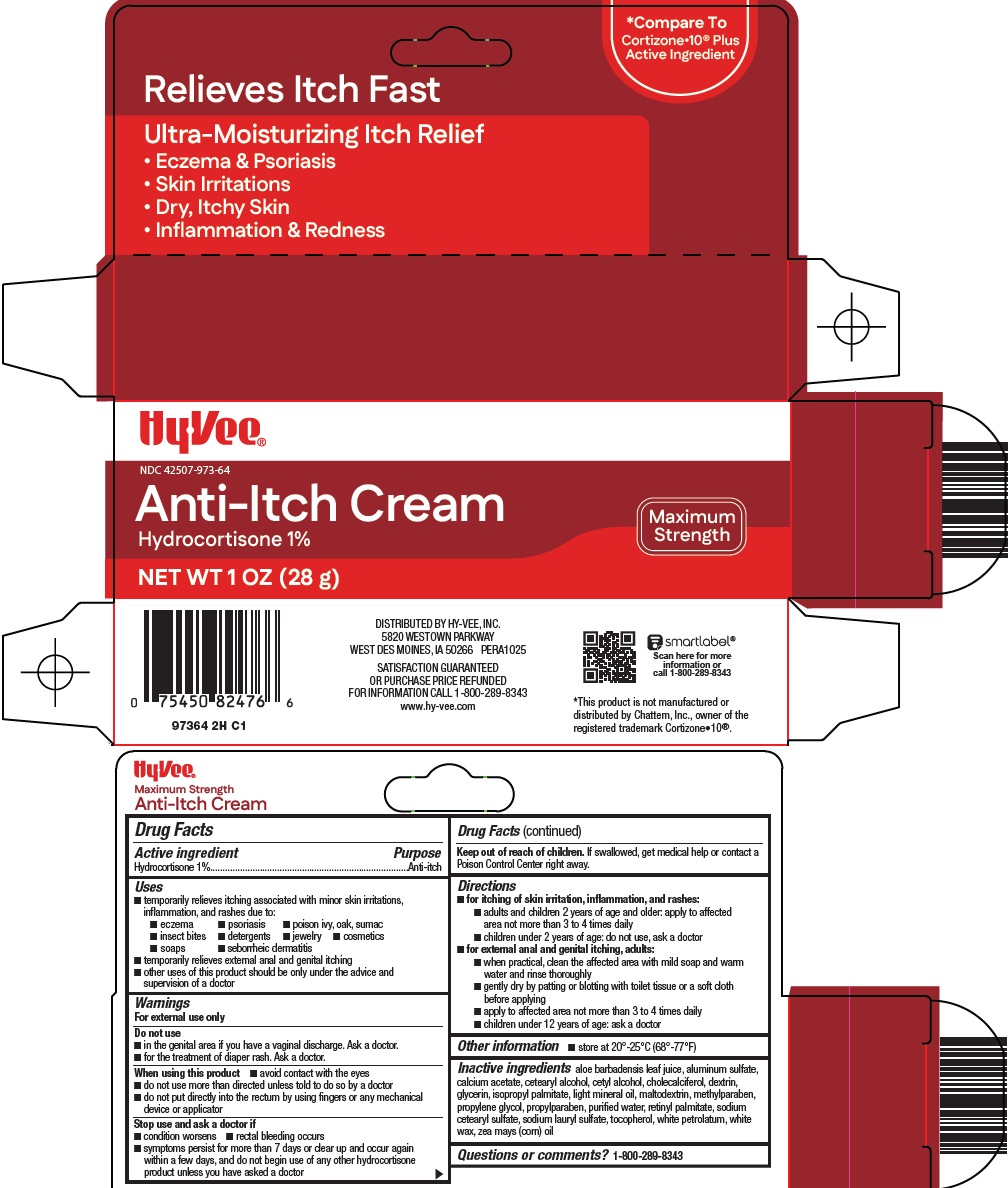 *Compare To
Cortizone•10® Plus
Active Ingredient
Relieves Itch Fast
Ultra-Moisturizing Itch Relief
• Eczema & Psoriasis
• Skin Irritations
• Dry, Itchy Skin
• Inflammation & Redness
HyVee®
NDC 42507-973-64
Anti-Itch Cream
Hydrocortisone 1%
Maximum
Strength
NET WT 1 OZ (28 g)
0 75450 82476 6
97364 2H C1
DISTRIBUTED BY HY-VEE, INC.
5820 WESTOWN PARKWAY
WEST DES MOINES, IA 50266 PERA1025
SATISFACTION GUARANTEED
OR PURCHASE PRICE REFUNDED
FOR INFORMATION CALL 1-800-289-8343
www.hy-vee.com
smartlabel®
Scan here for more
information or
call 1-800-289-8343
*This product is not manufactured or
distributed by Chattem, Inc., owner of the
registered trademark Cortizone•10®.
HyVee®
Maximum Strength
Anti-Itch Cream
Drug Facts
Active ingredient Purpose
Hydrocortisone 1%..........Anti-itch
Uses
■ temporarily relieves itching associated with minor skin irritations,
inflammation, and rashes due to:
■ eczema ■ psoriasis ■ poison ivy, oak, sumac
■ insect bites ■ detergents ■ jewelry ■ cosmetics
■ soaps ■ seborrheic dermatitis
■ temporarily relieves external anal and genital itching
■ other uses of this product should be only under the advice and
supervision of a doctor
Warnings
For external use only
Do not use
■ in the genital area if you have a vaginal discharge. Ask a doctor.
■ for the treatment of diaper rash. Ask a doctor.
When using this product ■ avoid contact with the eyes
■ do not use more than directed unless told to do so by a doctor
■ do not put directly into the rectum by using fingers or any mechanical
device or applicator
Stop use and ask a doctor if
■ condition worsens ■ rectal bleeding occurs
■ symptoms persist for more than 7 days or clear up and occur again
within a few days, and do not begin use of any other hydrocortisone
product unless you have asked a doctor
Drug Facts (continued)
Keep out of reach of children. If swallowed, get medical help or contact a
Poison Control Center right away.
Directions
■ for itching of skin irritation, inflammation, and rashes:
■ adults and children 2 years of age and older: apply to affected
area not more than 3 to 4 times daily
■ children under 2 years of age: do not use, ask a doctor
■ for external anal and genital itching, adults:
■ when practical, clean the affected area with mild soap and warm
water and rinse thoroughly
■ gently dry by patting or blotting with toilet tissue or a soft cloth
before applying
■ apply to affected area not more than 3 to 4 times daily
■ children under 12 years of age: ask a doctor
Other information ■ store at 20°-25°C (68°-77°F)
Inactive ingredients aloe barbadensis leaf juice, aluminum sulfate,
calcium acetate, cetearyl alcohol, cetyl alcohol, cholecalciferol, dextrin,
glycerin, isopropyl palmitate, light mineral oil, maltodextrin, methylparaben,
propylene glycol, propylparaben, purified water, retinyl palmitate, sodium
cetearyl sulfate, sodium lauryl sulfate, tocopherol, white petrolatum, white
wax, zea mays (corn) oil
Questions or comments? 1-800-289-8343